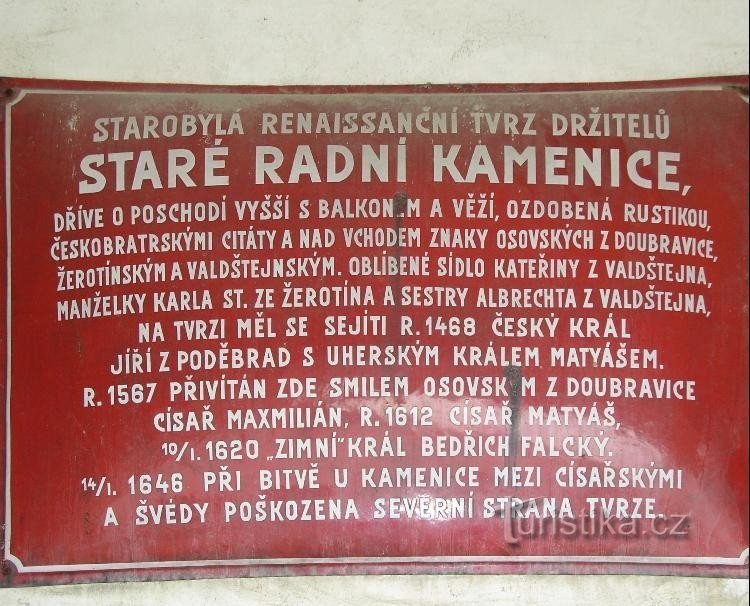 STAROBYLÁ RENAISSANČNÍ TVRZ DRŽITELŮ
STARÉ RADNÍ KAMENICE,
DŘÍVE O POSCHODÍ VYŠŠÍ S BALKONEM A VĚŽÍ, OZDOBENÁ RUSTIKOU,
ČESKOBRATRSKÝMI CITÁTY A NAD VCHODEM ZNAKY OSOVSKÝCH Z DOUBRAVICE,
ŽEROTÍNSKÝM A VALDŠTEJNSKÝM. OBLÍBENÉ SÍDLO KATEŘINY Z VALDŠTEJNA,
MANŽELKY KARLA ST. ZE ŽEROTÍNA A SESTRY ALBRECHTA Z VALDŠTEJNA,
NA TVRZI MĚL SE SEJÍTI R. 1468 ČESKÝ KRÁL
JÍŘÍ Z PODĚBRAD S UHERSKÝM KRÁLEM MATYÁŠEM.
R. 1567 PŘIVÍTÁN ZDE SMILEM OSOVSKÝM Z DOUBRAVICE
CÍSAŘ MAXMILIÁN, R. 1612 CÍSAŘ MATYÁŠ,
10/I. 1620 „ZIMNÍ" KRÁL BEDŘICH FALCKÝ.
14/I. 1646 PŘI BITVĚ U KAMENICE MEZI CÍSAŘSKÝMI
A ŠVÉDY POŠKOZENA SEVERNÍ STRANA TVRZE.
Turistika.cz